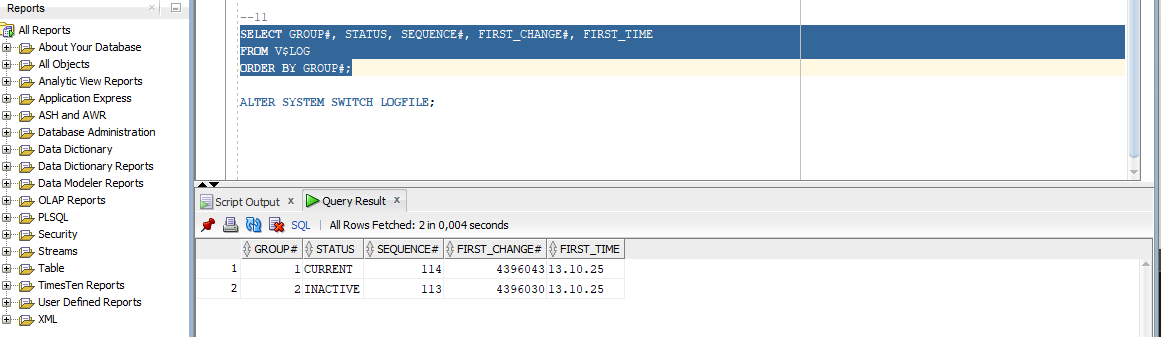 Reports
All Reports
About Your Database
All Objects
Analytic View Reports
Application Express
ASH and AWR
Database Administration
Data Dictionary
Data Dictionary Reports
Data Modeler Reports
OLAP Reports
PLSQL
Security
Streams
Table
TimesTen Reports
User Defined Reports
XML
--11
SELECT GROUP#, STATUS, SEQUENCE#, FIRST_CHANGE#, FIRST_TIME
FROM V$LOG
ORDER BY GROUP#;
ALTER SYSTEM SWITCH LOGFILE;
Script Output x Query Result x
SQL | All Rows Fetched: 2 in 0,004 seconds
GROUP# STATUS SEQUENCE# FIRST_CHANGE# FIRST_TIME
1 1 CURRENT 114 4396043 13.10.25
2 2 INACTIVE 113 4396030 13.10.25